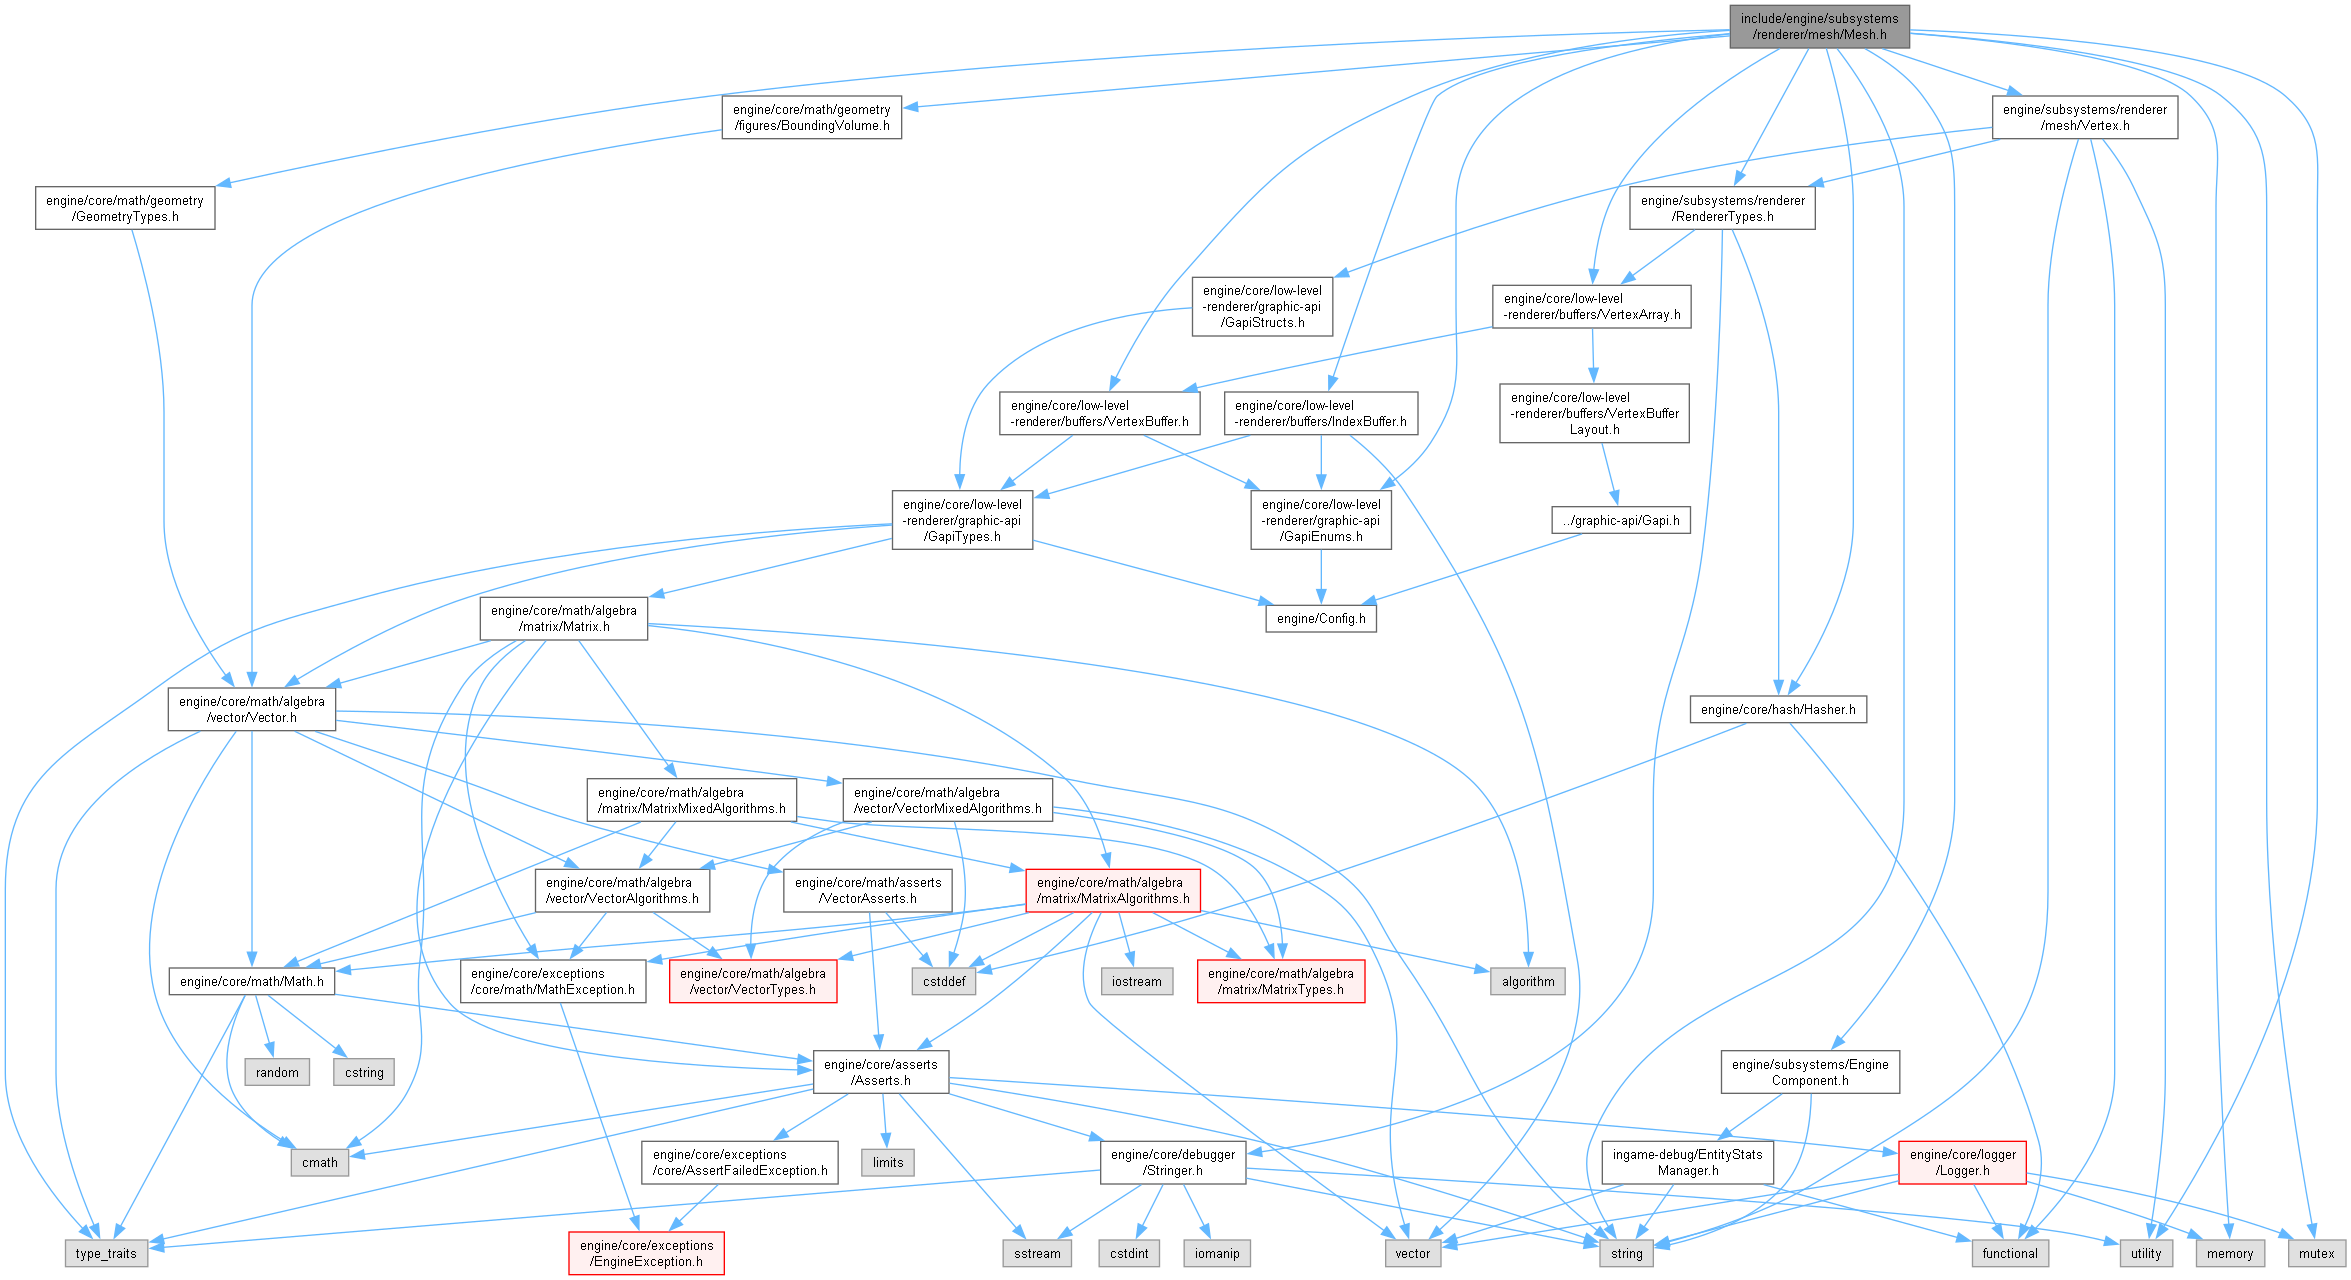 include/engine/subsystems
/renderer/mesh/Mesh.h
engine/core/math/geometry
/figures/BoundingVolume.h
engine/subsystems/renderer
/mesh/Vertex.h
engine/core/math/geometry
/GeometryTypes.h
engine/subsystems/renderer
/RendererTypes.h
engine/core/low-level
-renderer/graphic-api
/GapiStructs.h
engine/core/low-level
-renderer/buffers/VertexArray.h
engine/core/low-level
-renderer/buffers/VertexBuffer.h
engine/core/low-level
-renderer/buffers/IndexBuffer.h
engine/core/low-level
-renderer/buffers/VertexBuffer
Layout.h
engine/core/low-level
-renderer/graphic-api
/GapiTypes.h
engine/core/low-level
-renderer/graphic-api
/GapiEnums.h
../graphic-api/Gapi.h
engine/core/math/algebra
/matrix/Matrix.h
engine/Config.h
engine/core/math/algebra
/vector/Vector.h
engine/core/hash/Hasher.h
engine/core/math/algebra
/matrix/MatrixMixedAlgorithms.h
engine/core/math/algebra
/vector/VectorMixedAlgorithms.h
engine/core/math/algebra
/vector/VectorAlgorithms.h
engine/core/math/asserts
/VectorAsserts.h
engine/core/math/algebra
/matrix/MatrixAlgorithms.h
engine/core/math/Math.h
engine/core/exceptions
/core/math/MathException.h
engine/core/math/algebra
/vector/VectorTypes.h
cstddef
iostream
engine/core/math/algebra
/matrix/MatrixTypes.h
algorithm
random
cstring
engine/core/asserts
/Asserts.h
engine/subsystems/Engine
Component.h
cmath
engine/core/exceptions
/core/AssertFailedException.h
limits
engine/core/debugger
/Stringer.h
ingame-debug/EntityStats
Manager.h
engine/core/logger
/Logger.h
type_traits
engine/core/exceptions
/EngineException.h
sstream
cstdint
iomanip
vector
string
functional
utility
memory
mutex